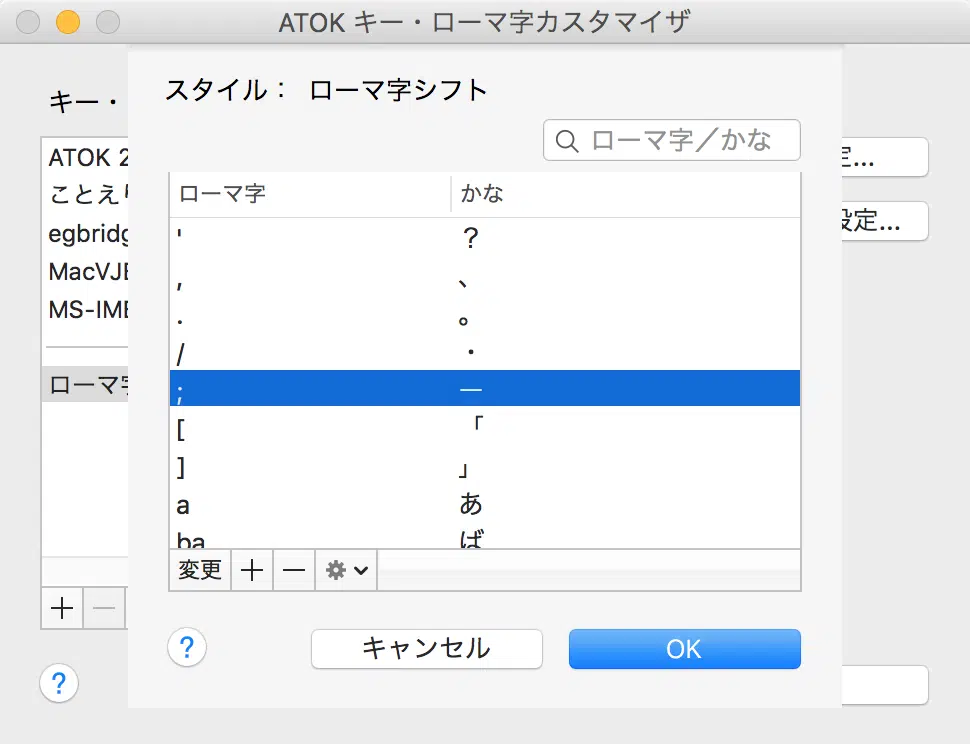 ATOK キー・ローマ字カスタマイザ
キー・
スタイル： ローマ字シフト
ローマ字／かな
ATOK 2
ことえり
egbridg
MacVJE
MS-IME
ローマ字
定...
設定...
ローマ字 かな
' ？
, 、
. 。
/ ・
; ー
[ 「
] 」
a あ
ba ば
変更 + −
+ −
? キャンセル OK
?